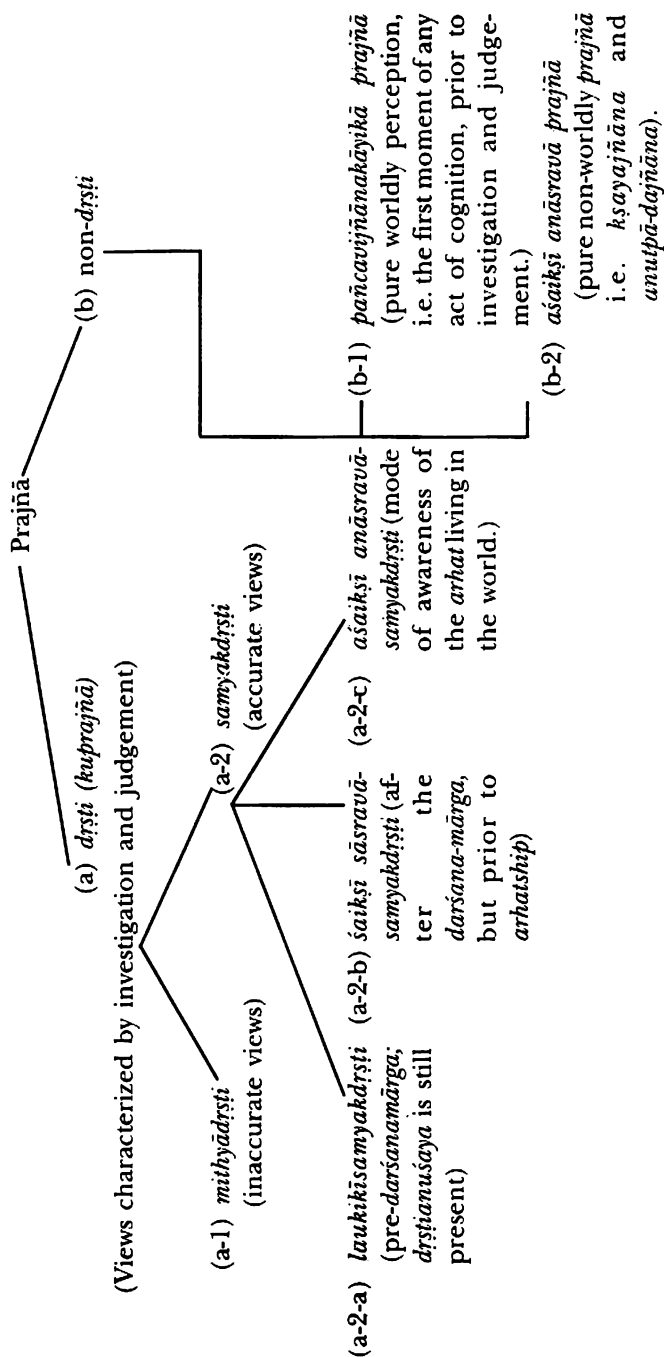 Prajñā
(a) dṛṣṭi (kuprajñā)
(b) non-dṛṣṭi
(Views characterized by investigation and judgement)
(a-1) mithyādṛṣṭi
(inaccurate views)
(a-2) samyakdṛṣṭi
(accurate views)
(a-2-a) laukikīsamyakdṛṣṭi
(pre-darśanamārga;
dṛṣṭianuśaya is still
present)
(a-2-b) śaikṣī sāsravā-
samyakdṛṣṭi (af-
ter the
darśana-mārga,
but prior to
arhatship)
(a-2-c) aśaikṣī anāsravā-
samyakdṛṣṭi (mode
of awareness of
the arhat living in
the world.)
(b-1) pañcavijñānakāyikā prajñā
(pure worldly perception,
i.e. the first moment of any
act of cognition, prior to
investigation and judge-
ment.)
(b-2) aśaikṣī anāsravā prajñā
(pure non-worldly prajñā
i.e. kṣayajñāna and
anutpā-dajñāna).